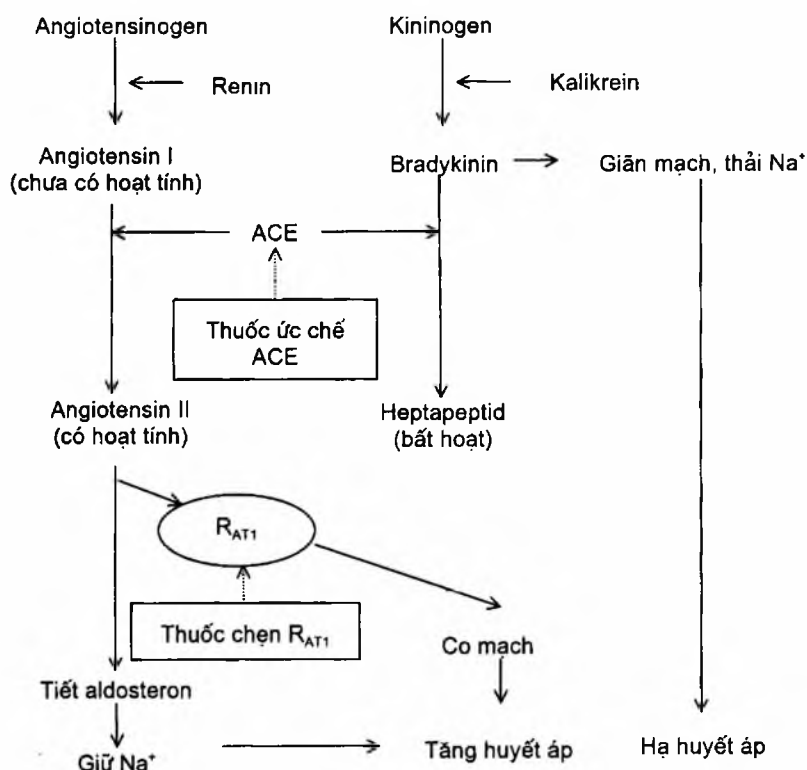 Angiotensinogen
Kininogen
Renin
Kalikrein
Angiotensin I
(chưa có hoạt tính)
Bradykinin
Giãn mạch, thải Na⁺
ACE
Thuốc ức chế
ACE
Angiotensin II
(có hoạt tính)
Heptapeptid
(bất hoạt)
R_AT1
Thuốc chẹn R_AT1
Co mạch
Tiết aldosteron
Giữ Na⁺
Tăng huyết áp
Hạ huyết áp